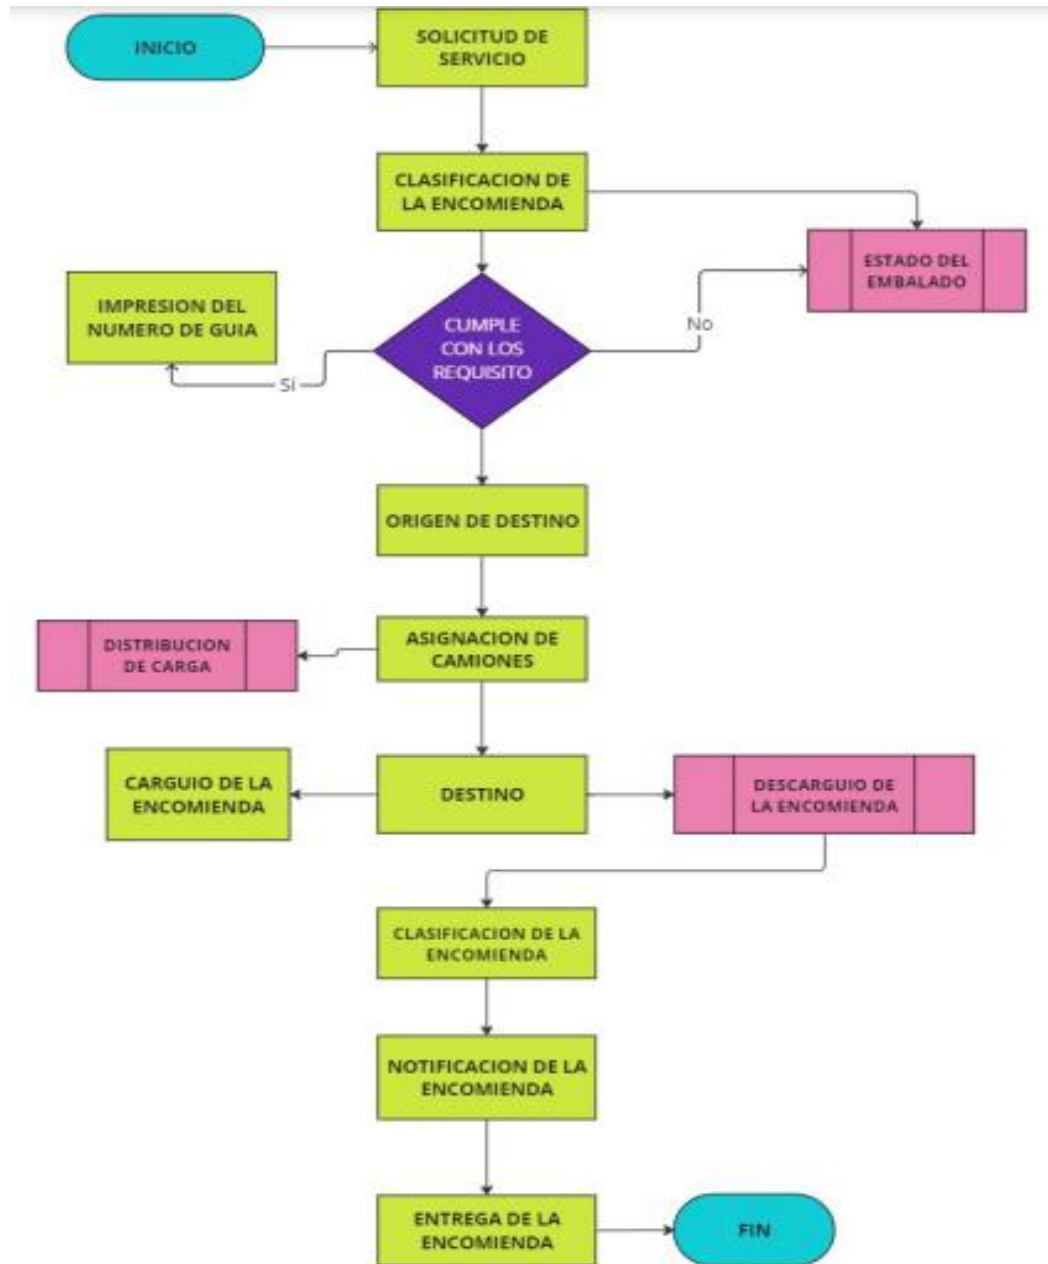 INICIO
SOLICITUD DE
SERVICIO
CLASIFICACION DE
LA ENCOMIENDA
ESTADO DEL
EMBALADO
IMPRESION DEL
NUMERO DE GUIA
CUMPLE
CON LOS
REQUISITO
No
Sí
ORIGEN DE DESTINO
ASIGNACION DE
CAMIONES
DISTRIBUCION
DE CARGA
CARGUIO DE LA
ENCOMIENDA
DESTINO
DESCARGUIO DE
LA ENCOMIENDA
CLASIFICACION DE LA
ENCOMIENDA
NOTIFICACION DE LA
ENCOMIENDA
ENTREGA DE LA
ENCOMIENDA
FIN